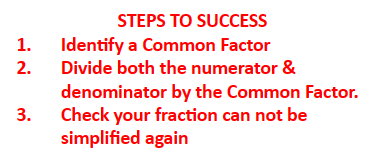 STEPS TO SUCCESS
1. Identify a Common Factor
2. Divide both the numerator &
denominator by the Common Factor.
3. Check your fraction can not be
simplified again